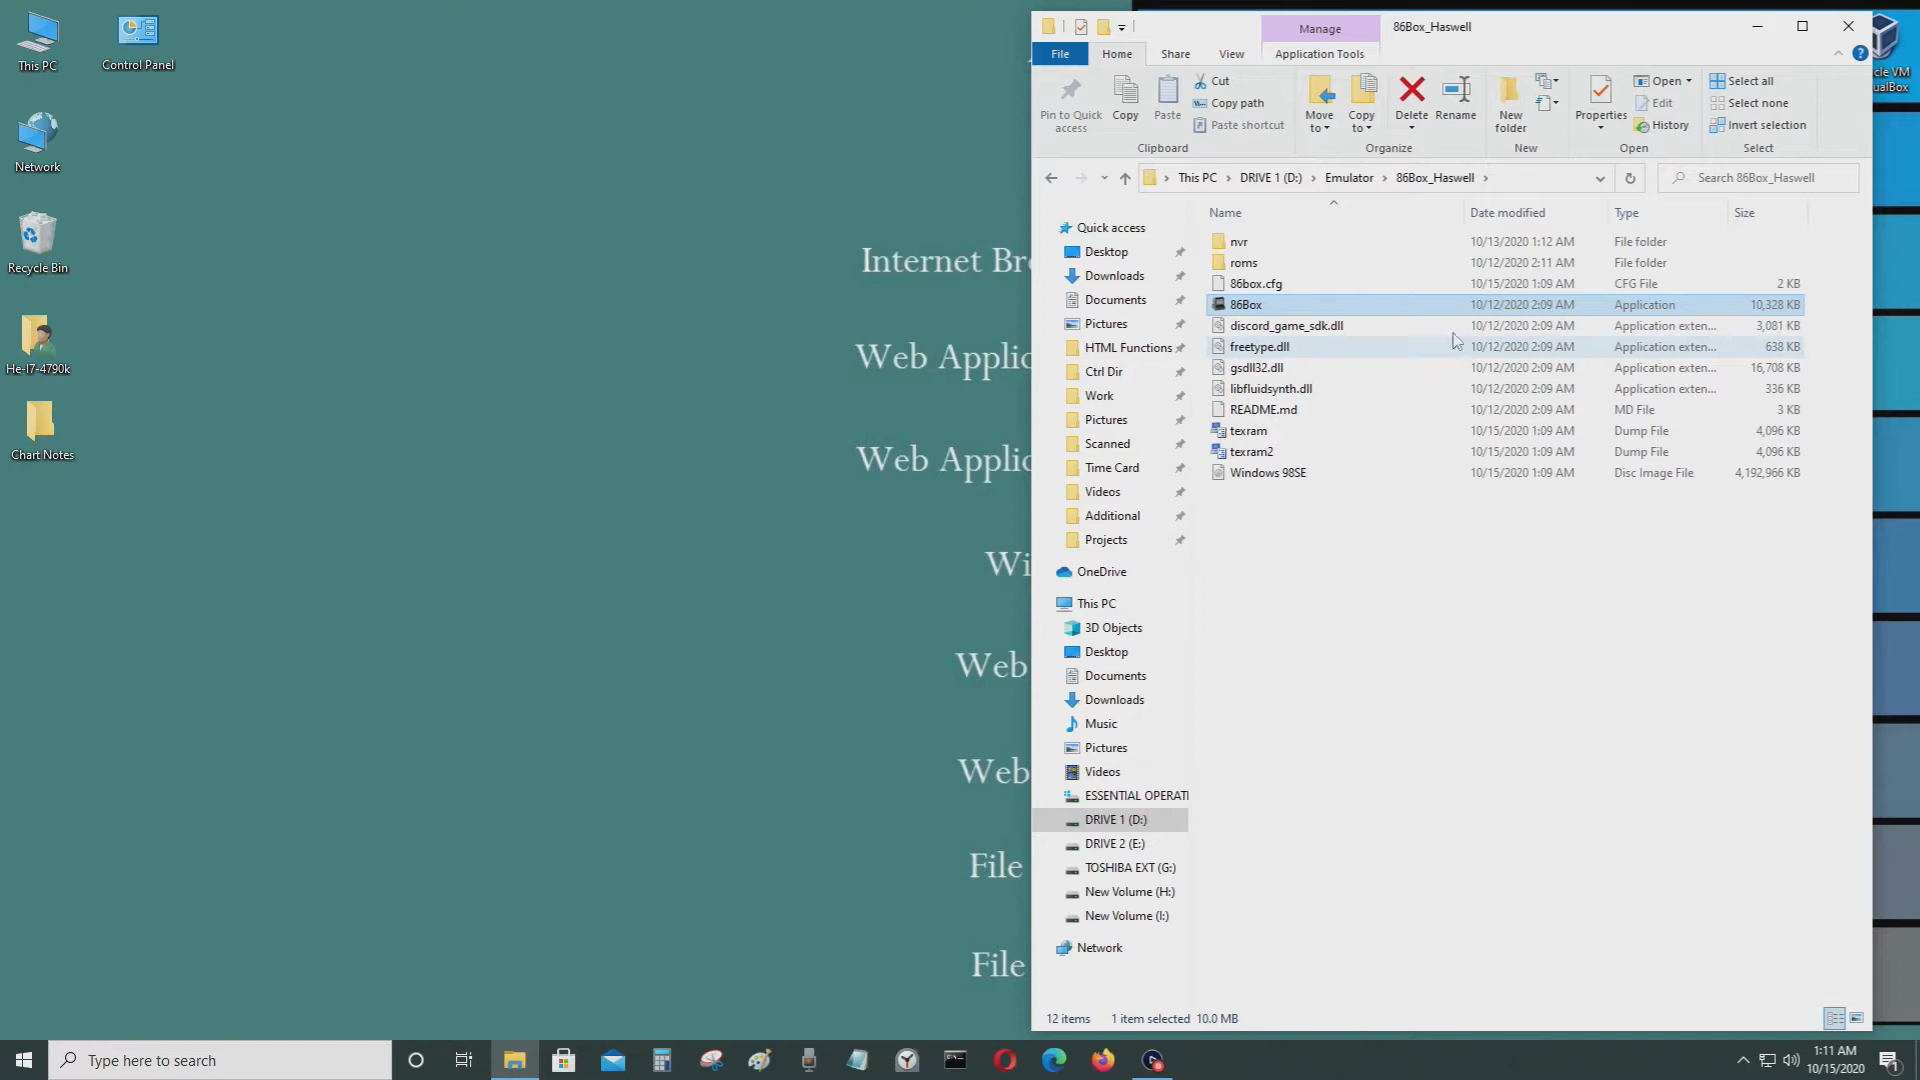 This PC
Control Panel
Network
Recycle Bin
He-I7-4790k
Chart Notes
Internet Bro
Web Applic
Web Applic
Wi
Web
Web
File
File
Manage
86Box_Haswell
File
Home
Share
View
Application Tools
Pin to Quick access
Copy
Paste
Cut
Copy path
Paste shortcut
Clipboard
Move to
Copy to
Delete
Rename
Organize
New folder
New
Properties
Open
Edit
History
Open
Select all
Select none
Invert selection
Select
This PC > DRIVE 1 (D:) > Emulator > 86Box_Haswell >
Search 86Box_Haswell
Name Date modified Type Size
nvr 10/13/2020 1:12 AM File folder
roms 10/12/2020 2:11 AM File folder
86box.cfg 10/15/2020 1:09 AM CFG File 2 KB
86Box 10/12/2020 2:09 AM Application 10,328 KB
discord_game_sdk.dll 10/12/2020 2:09 AM Application exten... 3,081 KB
freetype.dll 10/12/2020 2:09 AM Application exten... 638 KB
gsdll32.dll 10/12/2020 2:09 AM Application exten... 16,708 KB
libfluidsynth.dll 10/12/2020 2:09 AM Application exten... 336 KB
README.md 10/12/2020 2:09 AM MD File 3 KB
texram 10/15/2020 1:09 AM Dump File 4,096 KB
texram2 10/15/2020 1:09 AM Dump File 4,096 KB
Windows 98SE 10/15/2020 1:09 AM Disc Image File 4,192,966 KB
Quick access
Desktop
Downloads
Documents
Pictures
HTML Functions
Ctrl Dir
Work
Pictures
Scanned
Time Card
Videos
Additional
Projects
OneDrive
This PC
3D Objects
Desktop
Documents
Downloads
Music
Pictures
Videos
ESSENTIAL OPERATI
DRIVE 1 (D:)
DRIVE 2 (E:)
TOSHIBA EXT (G:)
New Volume (H:)
New Volume (I:)
Network
12 items 1 item selected 10.0 MB
cle VM
ualBox
Type here to search
1:11 AM
10/15/2020
1